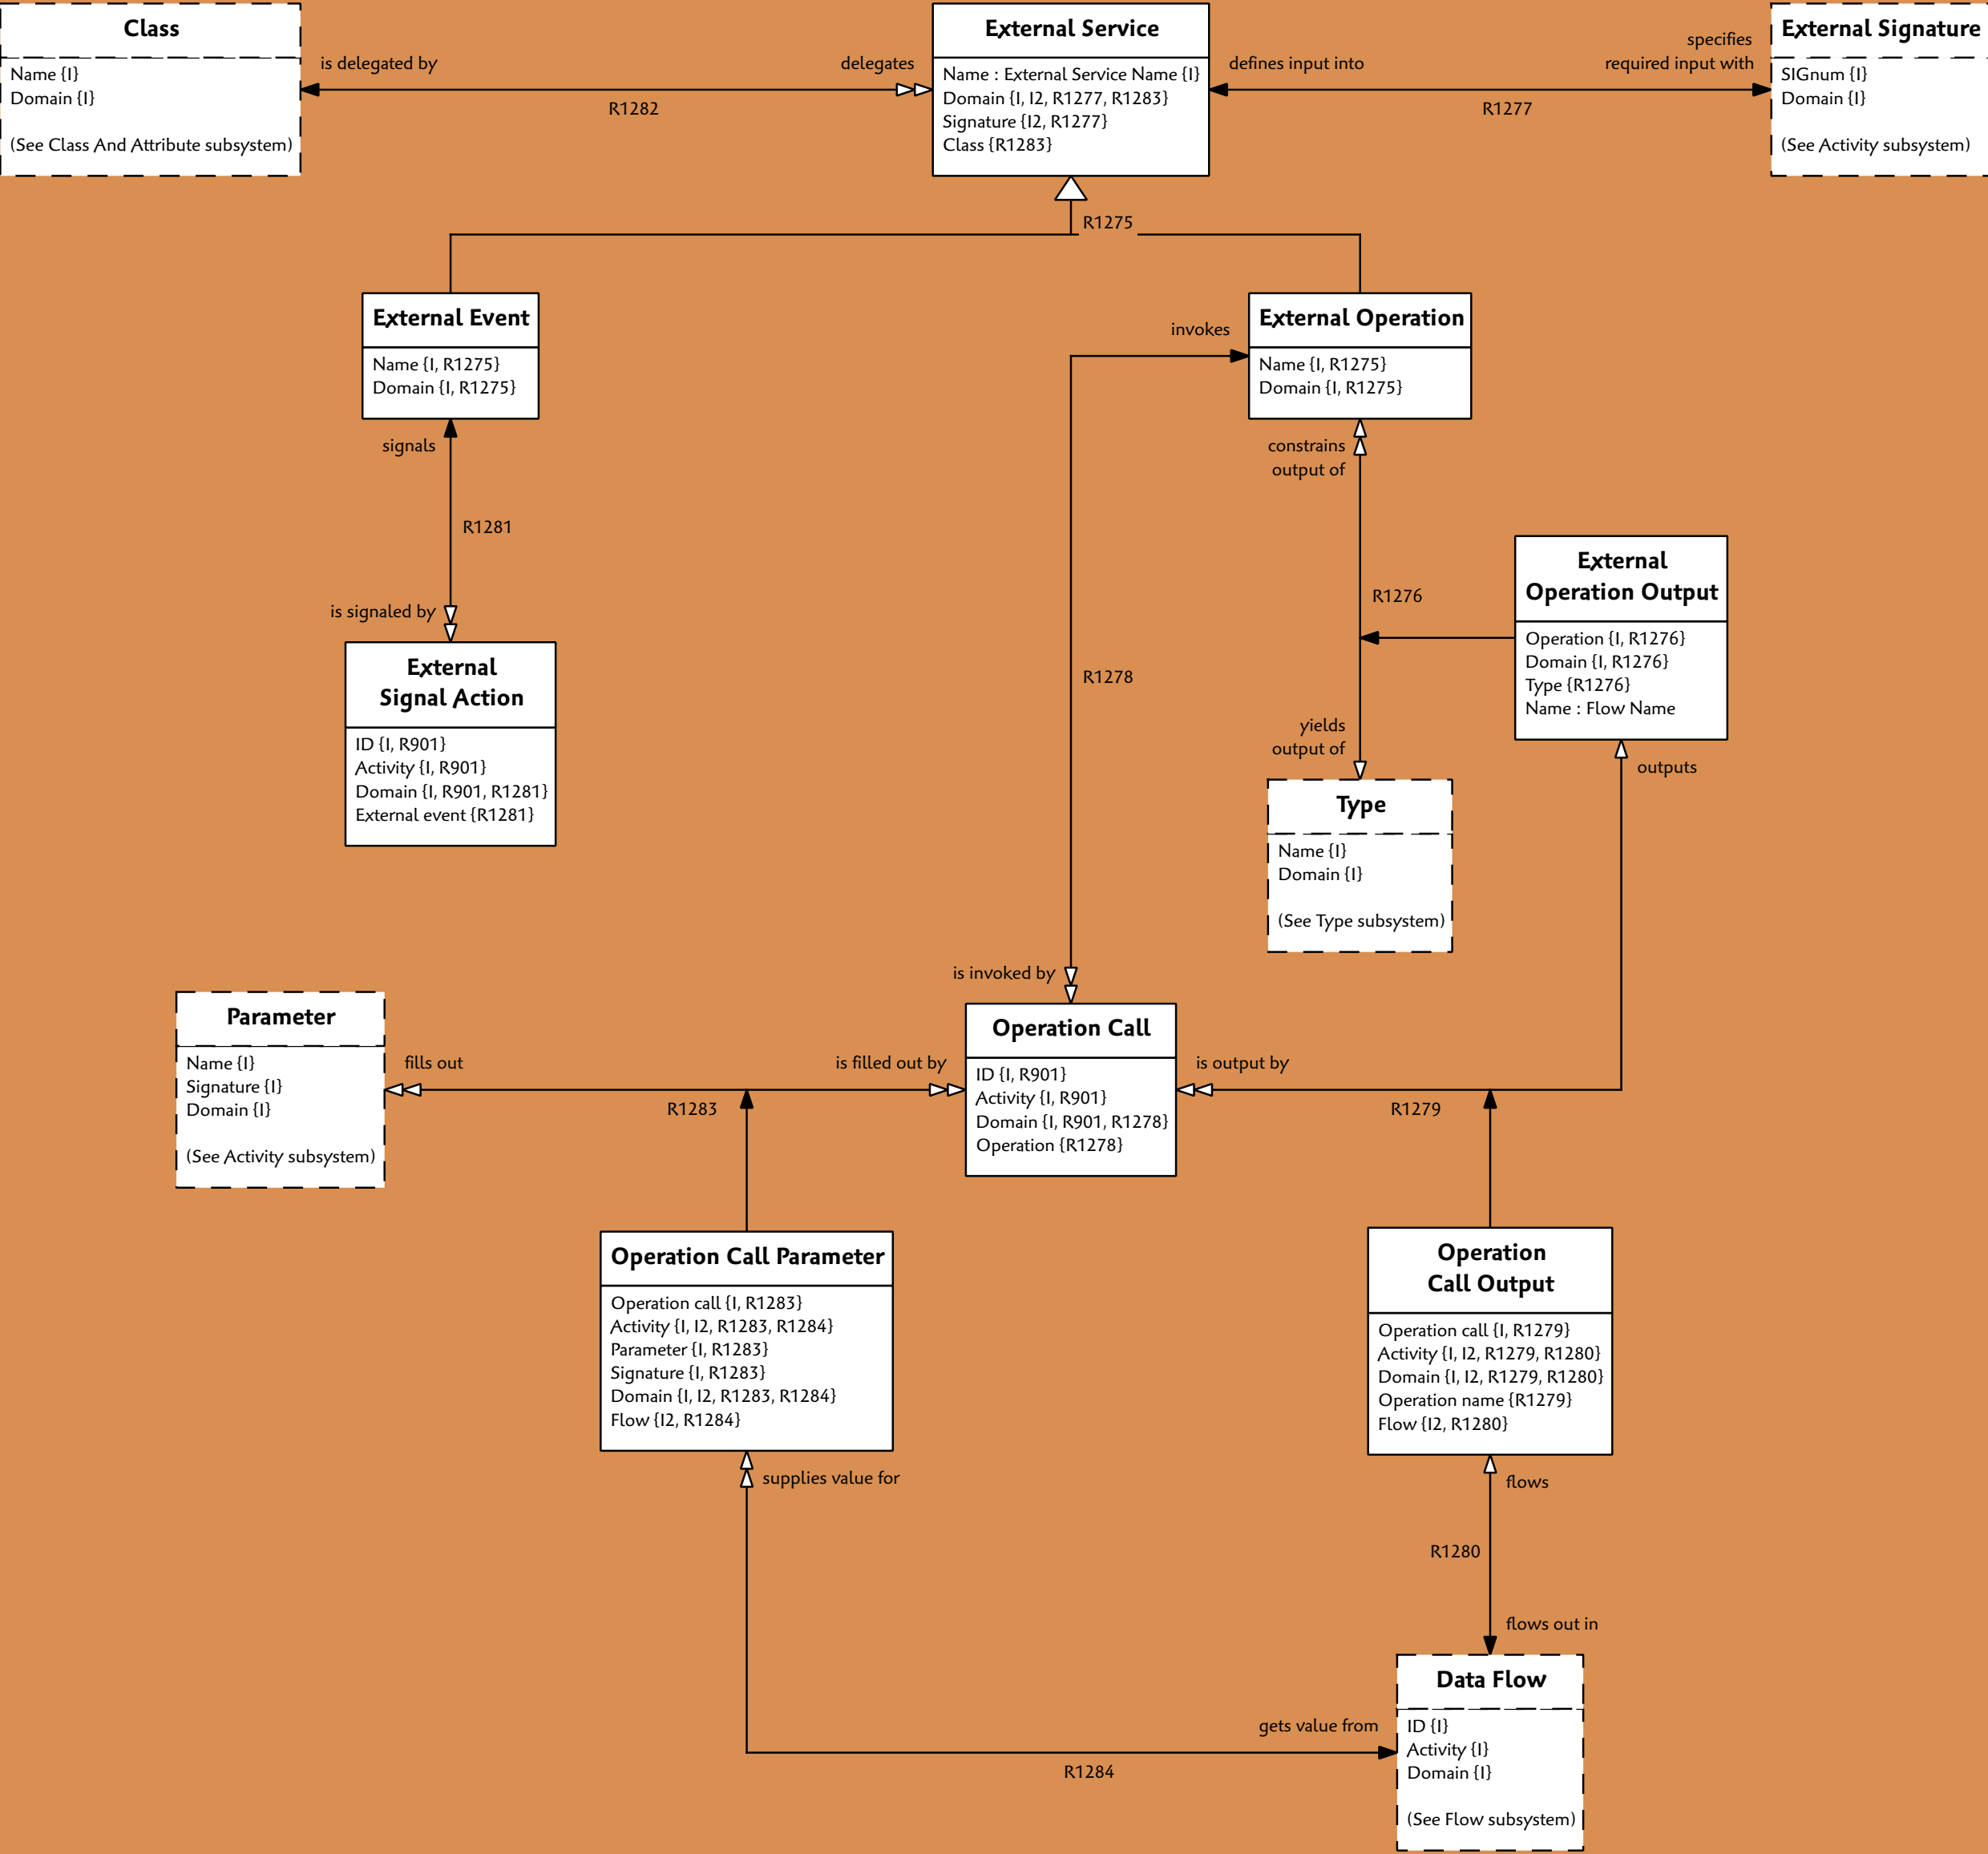 Class
Name {I}
Domain {I}
(See Class And Attribute subsystem)
is delegated by
delegates
R1282
External Service
Name : External Service Name {I}
Domain {I, I2, R1277, R1283}
Signature {I2, R1277}
Class {R1283}
defines input into
specifies
required input with
R1277
External Signature
SIGnum {I}
Domain {I}
(See Activity subsystem)
R1275
External Event
Name {I, R1275}
Domain {I, R1275}
invokes
External Operation
Name {I, R1275}
Domain {I, R1275}
signals
R1281
is signaled by
constrains
output of
R1276
External
Operation Output
Operation {I, R1276}
Domain {I, R1276}
Type {R1276}
Name : Flow Name
External
Signal Action
ID {I, R901}
Activity {I, R901}
Domain {I, R901, R1281}
External event {R1281}
R1278
yields
output of
outputs
Type
Name {I}
Domain {I}
(See Type subsystem)
is invoked by
Parameter
Name {I}
Signature {I}
Domain {I}
(See Activity subsystem)
fills out
is filled out by
R1283
Operation Call
ID {I, R901}
Activity {I, R901}
Domain {I, R901, R1278}
Operation {R1278}
is output by
R1279
Operation Call Parameter
Operation call {I, R1283}
Activity {I, I2, R1283, R1284}
Parameter {I, R1283}
Signature {I, R1283}
Domain {I, I2, R1283, R1284}
Flow {I2, R1284}
Operation
Call Output
Operation call {I, R1279}
Activity {I, I2, R1279, R1280}
Domain {I, I2, R1279, R1280}
Operation name {R1279}
Flow {I2, R1280}
supplies value for
flows
R1280
flows out in
gets value from
R1284
Data Flow
ID {I}
Activity {I}
Domain {I}
(See Flow subsystem)